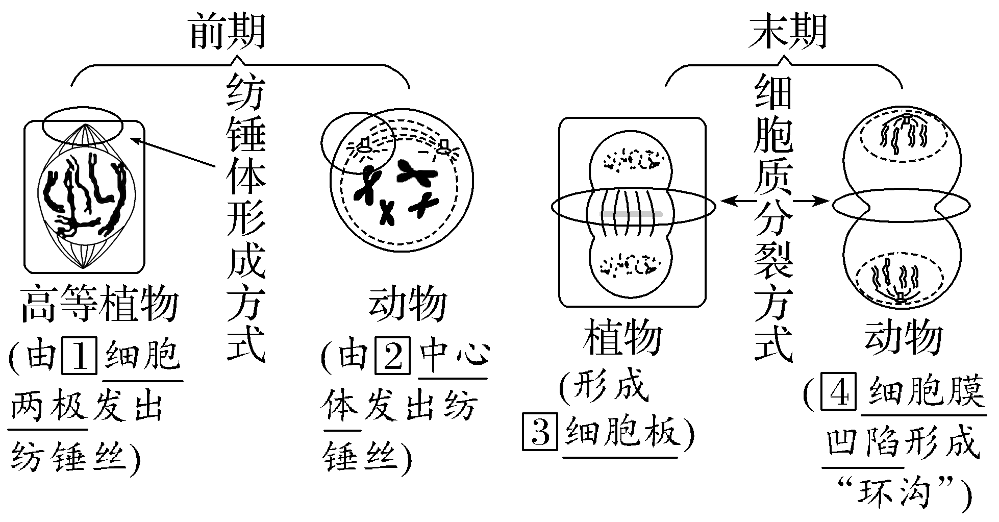 前期
纺锤体形成方式
高等植物
(由1细胞
两极发出
纺锤丝)
动物
(由2中心
体发出纺
锤丝)
末期
细胞质分裂方式
植物
(形成
3细胞板)
动物
(4细胞膜
凹陷形成
“环沟”)